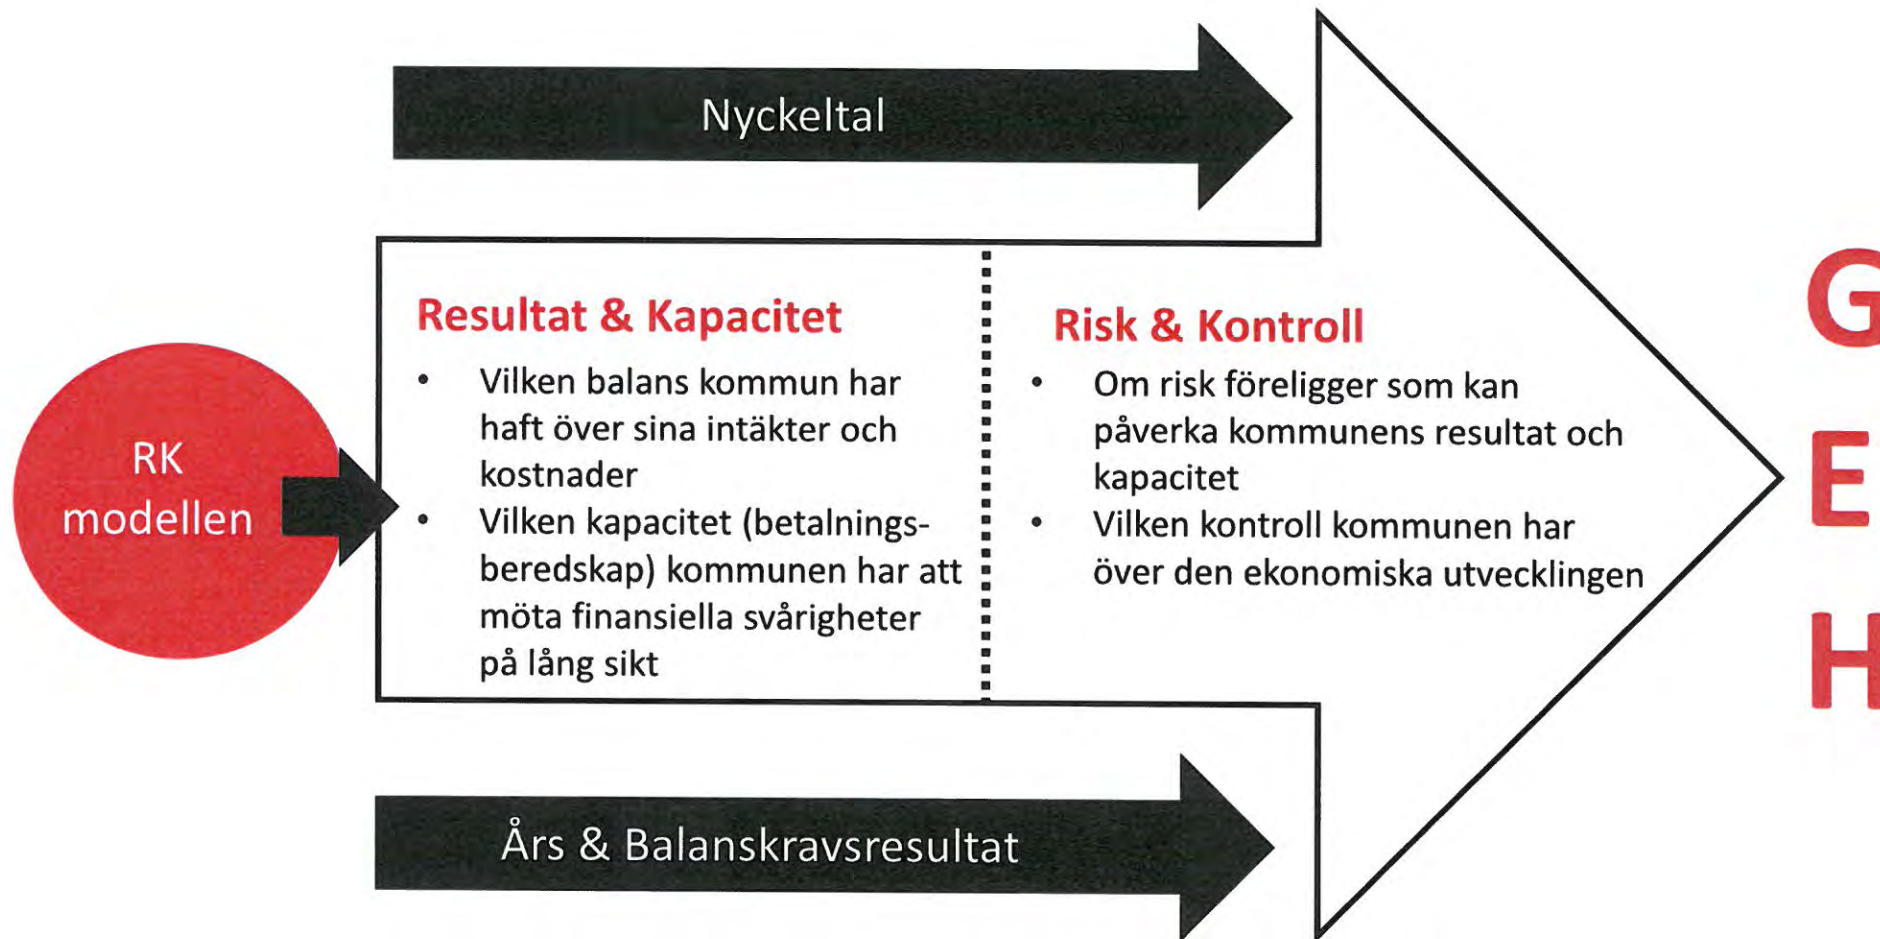 Nyckeltal
RK
modellen
Resultat & Kapacitet
• Vilken balans kommun har
haft över sina intäkter och
kostnader
• Vilken kapacitet (betalnings-
beredskap) kommunen har att
möta finansiella svårigheter
på lång sikt
Risk & Kontroll
• Om risk föreligger som kan
påverka kommunens resultat och
kapacitet
• Vilken kontroll kommunen har
över den ekonomiska utvecklingen
Års & Balanskravsresultat
G
E
H